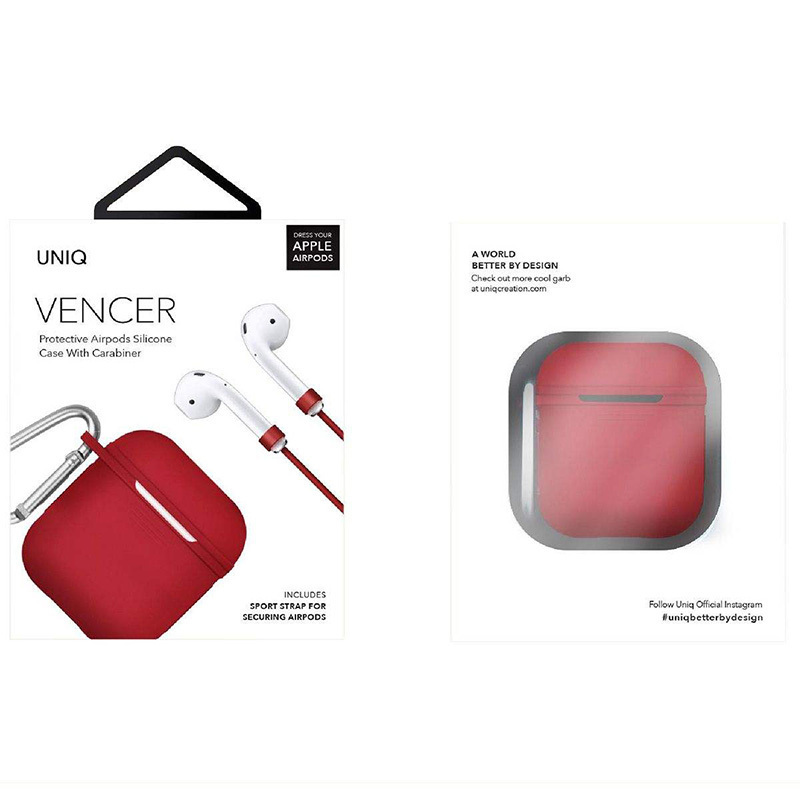 UNIQ
DRESS YOUR
APPLE
AIRPODS
VENCER
Protective Airpods Silicone
Case With Carabiner
INCLUDES
SPORT STRAP FOR
SECURING AIRPODS
A WORLD
BETTER BY DESIGN
Check out more cool garb
at uniqcreation.com
Follow Uniq Official Instagram
#uniqbetterbydesign